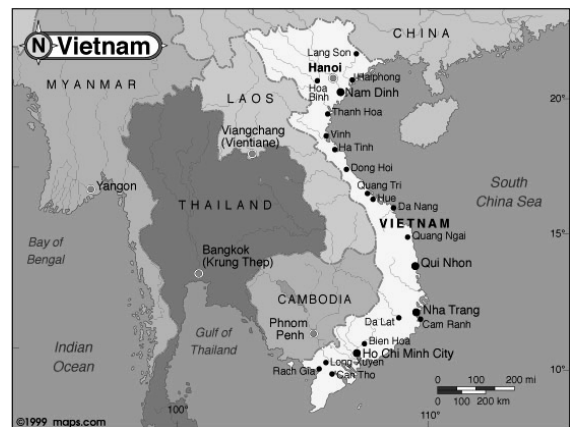 N Vietnam
CHINA
MYANMAR
Lang Son
Hanoi
Haiphong
Hoa
Binh
Nam Dinh
LAOS
Thanh Hoa
20°
Viangchang
(Vientiane)
Vinh
Ha Tinh
Dong Hoi
Yangon
THAILAND
Quang Tri
Hue
Da Nang
South
China Sea
VIETNAM
Quang Ngai
15°
Bay of
Bengal
Bangkok
(Krung Thep)
Qui Nhon
CAMBODIA
Nha Trang
Cam Ranh
Da Lat
Phnom
Penh
Gulf of
Thailand
Bien Hoa
Ho Chi Minh City
Indian
Ocean
Long Xuyen
Rach Gia
Can Tho
10°
0 100 200 mi
0 100 200 km
©1999 maps.com
100°
110°